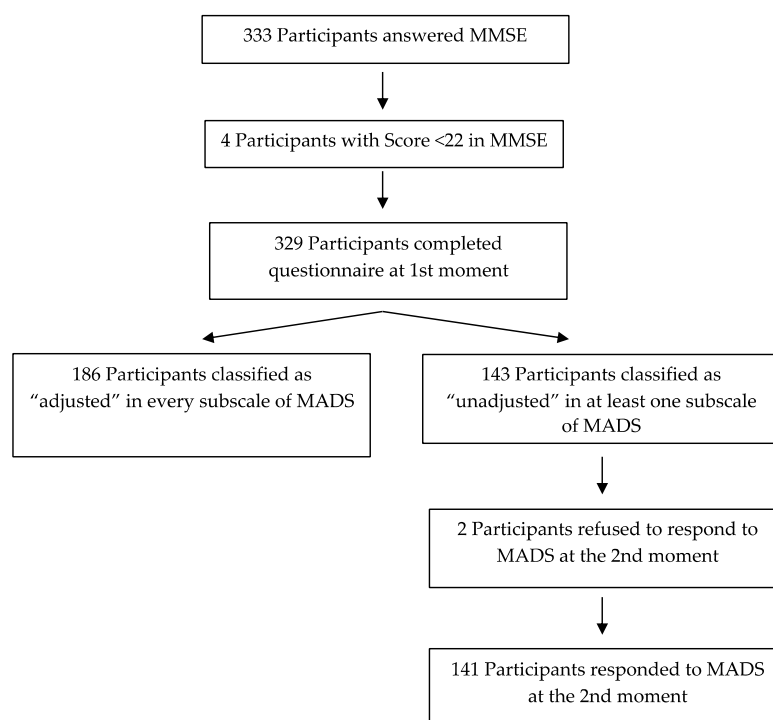 333 Participants answered MMSE
4 Participants with Score <22 in MMSE
329 Participants completed
questionnaire at 1st moment
186 Participants classified as
“adjusted” in every subscale of MADS
143 Participants classified as
“unadjusted” in at least one subscale
of MADS
2 Participants refused to respond to
MADS at the 2nd moment
141 Participants responded to MADS
at the 2nd moment